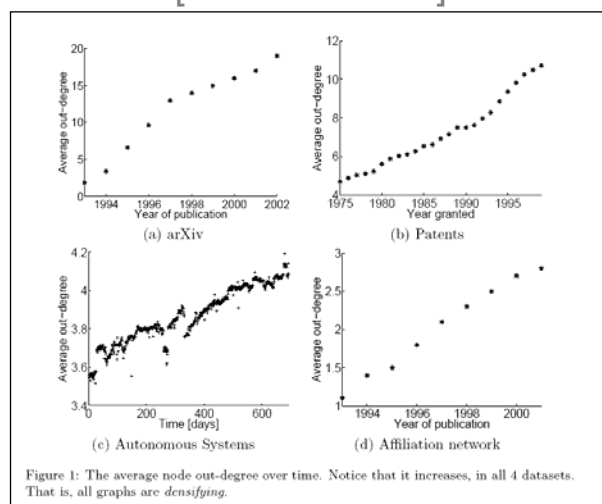 Average out-degree
20
15
10
5
0
1994 1996 1998 2000 2002
Year of publication
(a) arXiv
Average out-degree
12
10
8
6
4
1975 1980 1985 1990 1995
Year granted
(b) Patents
Average out-degree
4.2
4
3.8
3.6
3.4
0 200 400 600
Time [days]
(c) Autonomous Systems
Average out-degree
3
2.5
2
1.5
1
1994 1996 1998 2000
Year of publication
(d) Affiliation network
Figure 1: The average node out-degree over time. Notice that it increases, in all 4 datasets.
That is, all graphs are densifying.